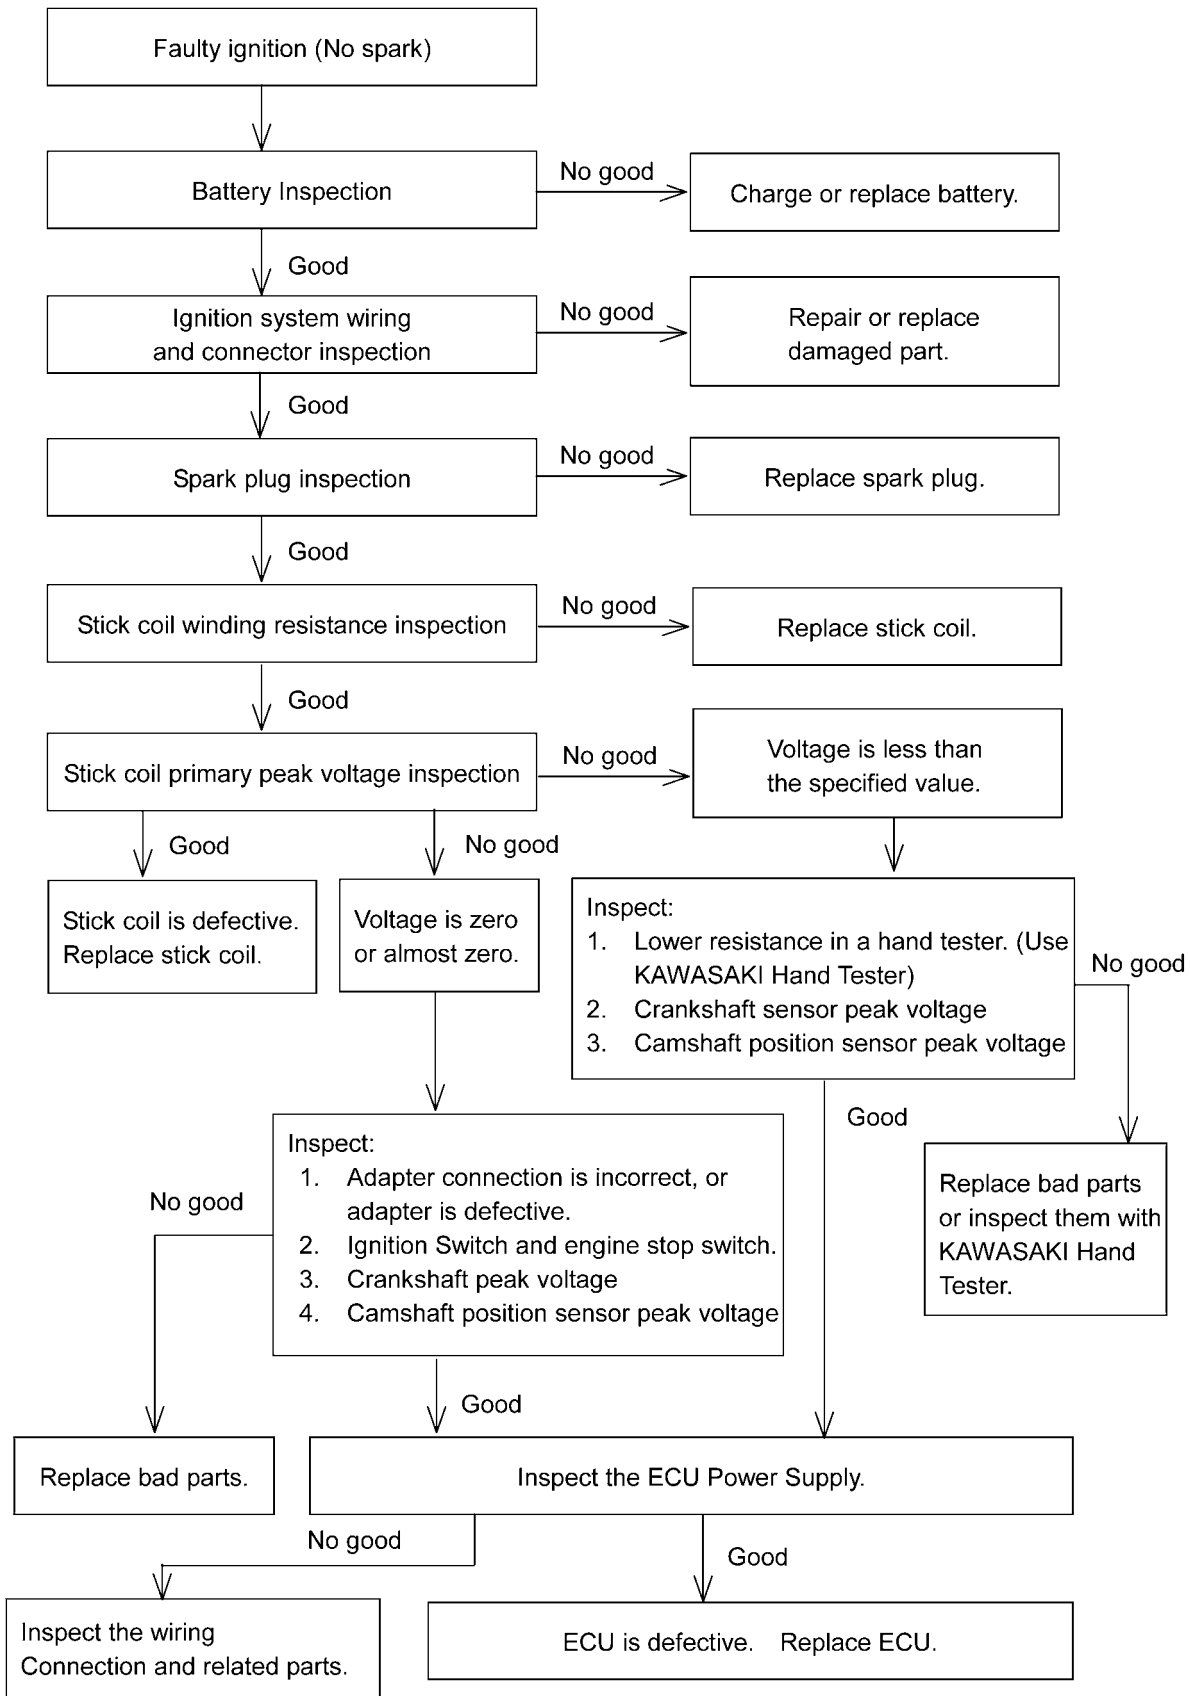 Faulty ignition (No spark)
Battery Inspection
No good
Charge or replace battery.
Good
Ignition system wiring
and connector inspection
No good
Repair or replace
damaged part.
Good
Spark plug inspection
No good
Replace spark plug.
Good
Stick coil winding resistance inspection
No good
Replace stick coil.
Good
Stick coil primary peak voltage inspection
No good
Voltage is less than
the specified value.
Good
No good
Stick coil is defective.
Replace stick coil.
Voltage is zero
or almost zero.
Inspect:
1. Lower resistance in a hand tester. (Use
KAWASAKI Hand Tester)
2. Crankshaft sensor peak voltage
3. Camshaft position sensor peak voltage
No good
Good
Replace bad parts
or inspect them with
KAWASAKI Hand
Tester.
Inspect:
1. Adapter connection is incorrect, or
adapter is defective.
2. Ignition Switch and engine stop switch.
3. Crankshaft peak voltage
4. Camshaft position sensor peak voltage
No good
Good
Replace bad parts.
Inspect the ECU Power Supply.
No good
Good
Inspect the wiring
Connection and related parts.
ECU is defective. Replace ECU.